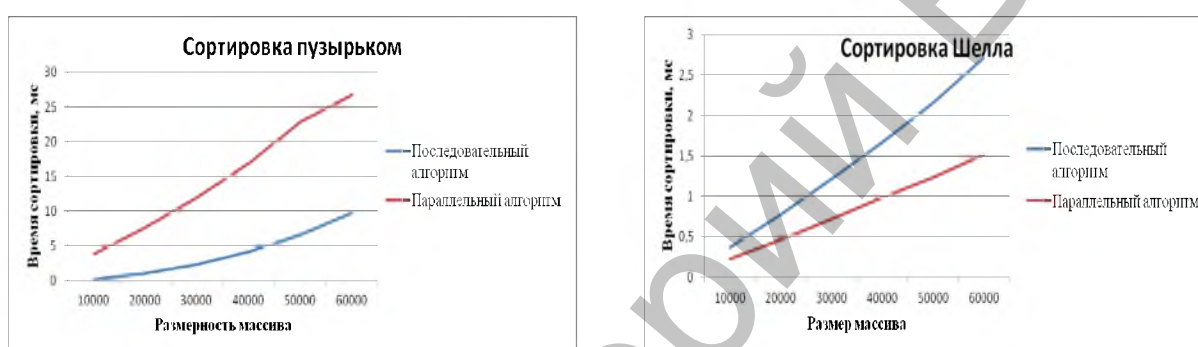 Сортировка пузырьком
Время сортировки, мс
30
25
20
15
10
5
0
10000 20000 30000 40000 50000 60000
Размерность массива
Последовательный
алгоритм
Параллельный алгоритм
Сортировка Шелла
Время сортировки, мс
3
2,5
2
1,5
1
0,5
0
10000 20000 30000 40000 50000 60000
Размер массива
Последовательный
алгоритм
Параллельный алгоритм